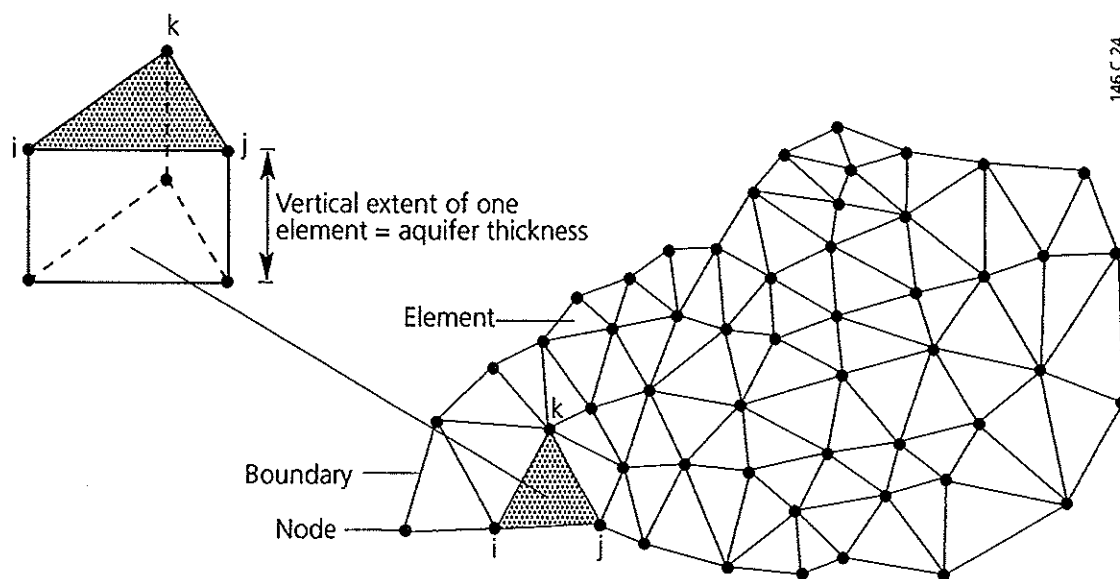 k
i
j
Vertical extent of one
element = aquifer thickness
146 C 24
Element
k
Boundary
Node
i
j